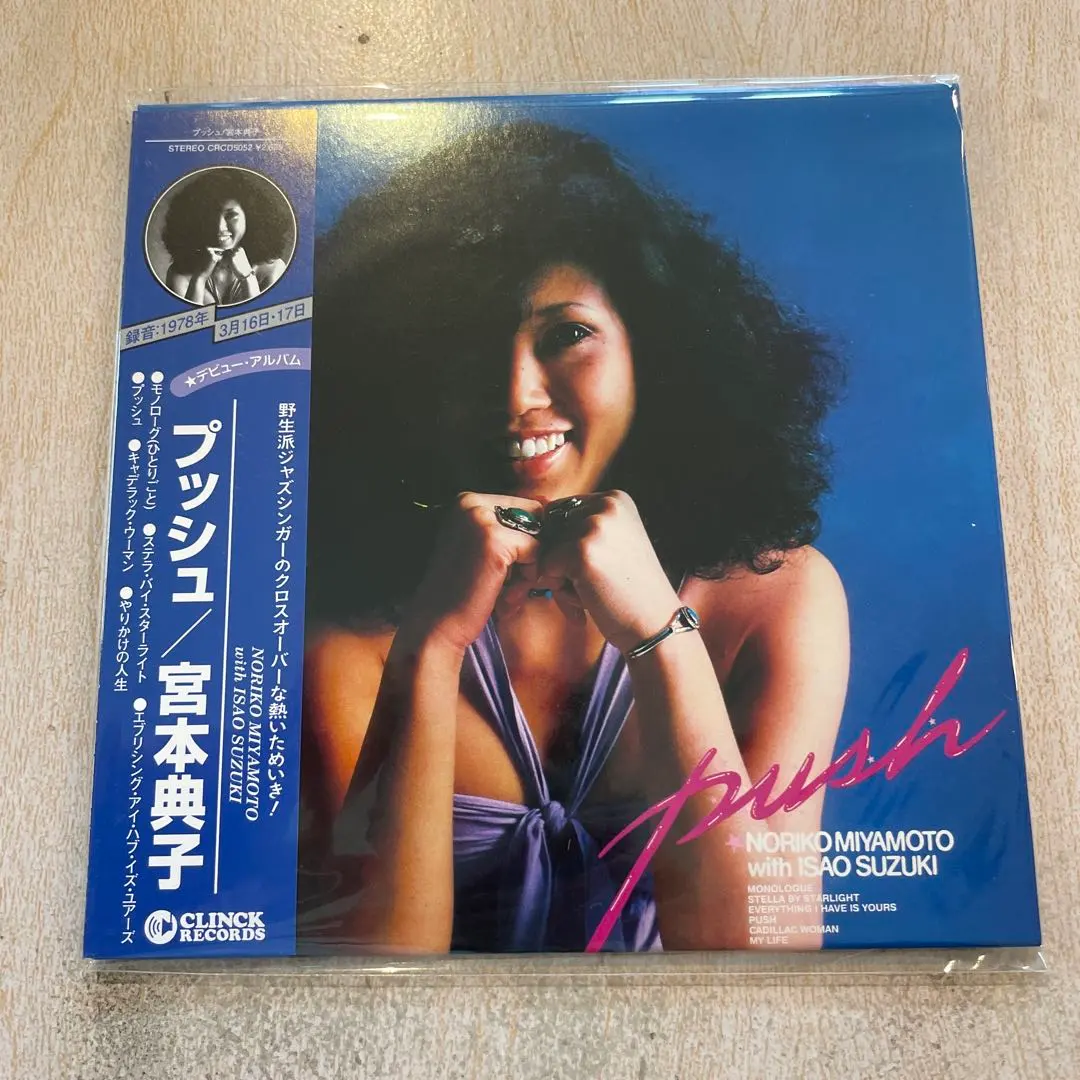 プッシュ/宮本典子
STEREO CRCD5052 ¥2,625
録音:1978年
3月16日・17日
★デビュー・アルバム
野生派ジャズシンガーのクロスオーバーな熱いためいき!
NORIKO MIYAMOTO
with ISAO SUZUKI
プッシュ/宮本典子
●モノローグ(ひとりごと) ●ステラ・バイ・スターライト ●エブリシング・アイ・ハブ・イズ・ユアーズ
●プッシュ ●キャデラック・ウーマン ●やりかけの人生
CLINCK
RECORDS
push
★NORIKO MIYAMOTO
with ISAO SUZUKI
MONOLOGUE
STELLA BY STARLIGHT
EVERYTHING I HAVE IS YOURS
PUSH
CADILLAC WOMAN
MY LIFE